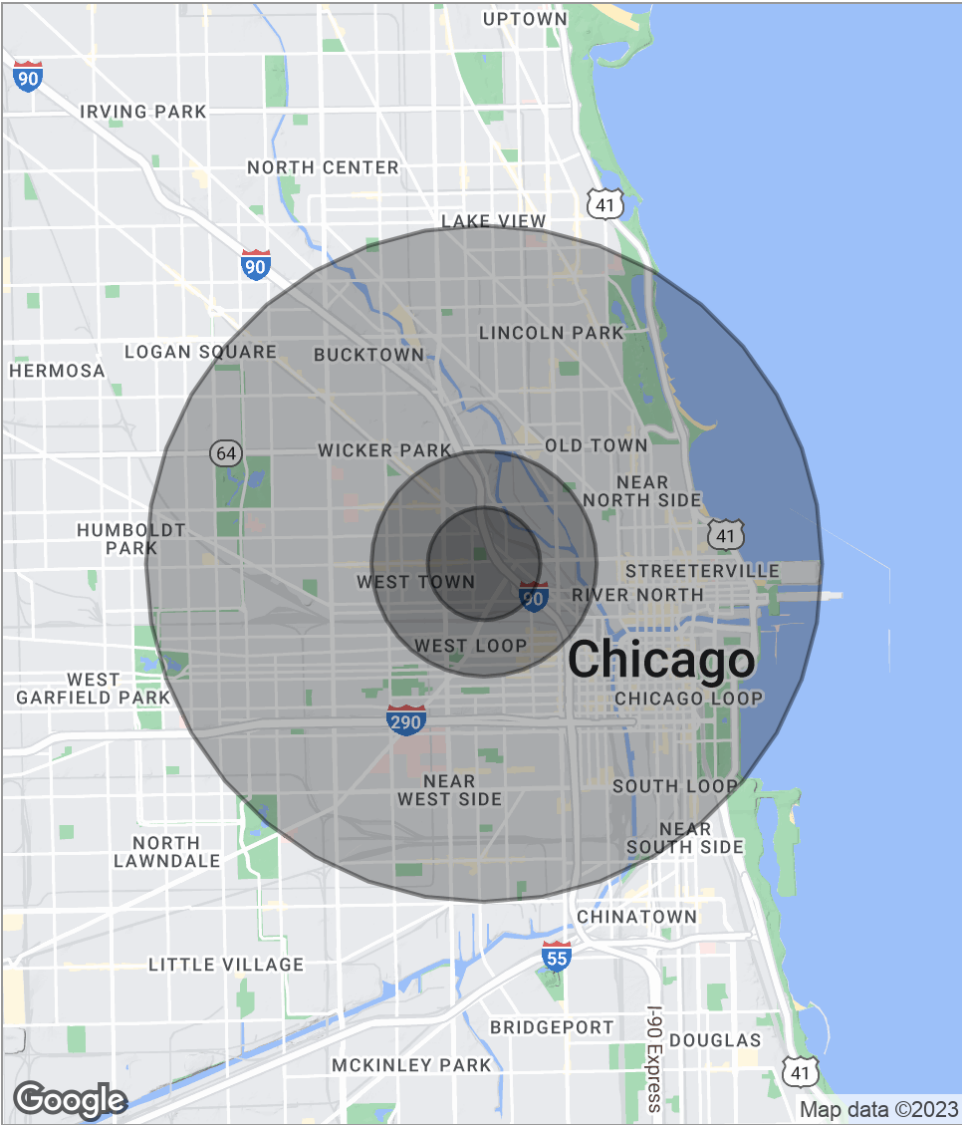 UPTOWN
90
IRVING PARK
NORTH CENTER
41
LAKE VIEW
90
LINCOLN PARK
LOGAN SQUARE
BUCKTOWN
HERMOSA
64
WICKER PARK
OLD TOWN
NEAR
NORTH SIDE
HUMBOLDT
PARK
41
STREETERVILLE
WEST TOWN
90
RIVER NORTH
WEST LOOP
Chicago
WEST
GARFIELD PARK
CHICAGO LOOP
290
NEAR
WEST SIDE
SOUTH LOOP
NEAR
SOUTH SIDE
NORTH
LAWNDALE
CHINATOWN
55
LITTLE VILLAGE
BRIDGEPORT
I-90 Express
DOUGLAS
MCKINLEY PARK
41
Google
Map data ©2023